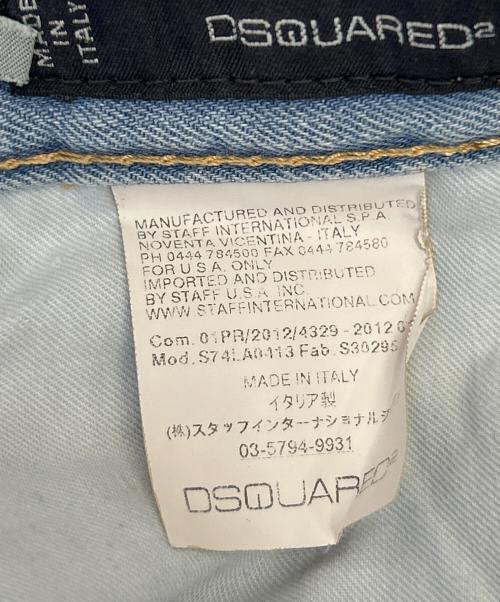 MADE
IN
ITALY
DSQUARED²
MANUFACTURED AND DISTRIBUTED
BY STAFF INTERNATIONAL S.P.A.
NOVENTA VICENTINA - ITALY
PH 0444 784500 FAX 0444 784580
FOR U.S.A. ONLY
IMPORTED AND DISTRIBUTED
BY STAFF U.S.A. INC.
WWW.STAFFINTERNATIONAL.COM
Com. 01PR/2012/4329 - 2012
Mod. S74LA0413 Fab. S30295
MADE IN ITALY
イタリア製
(株)スタッフインターナショナルジ
03-5794-9931
DSQUARED²